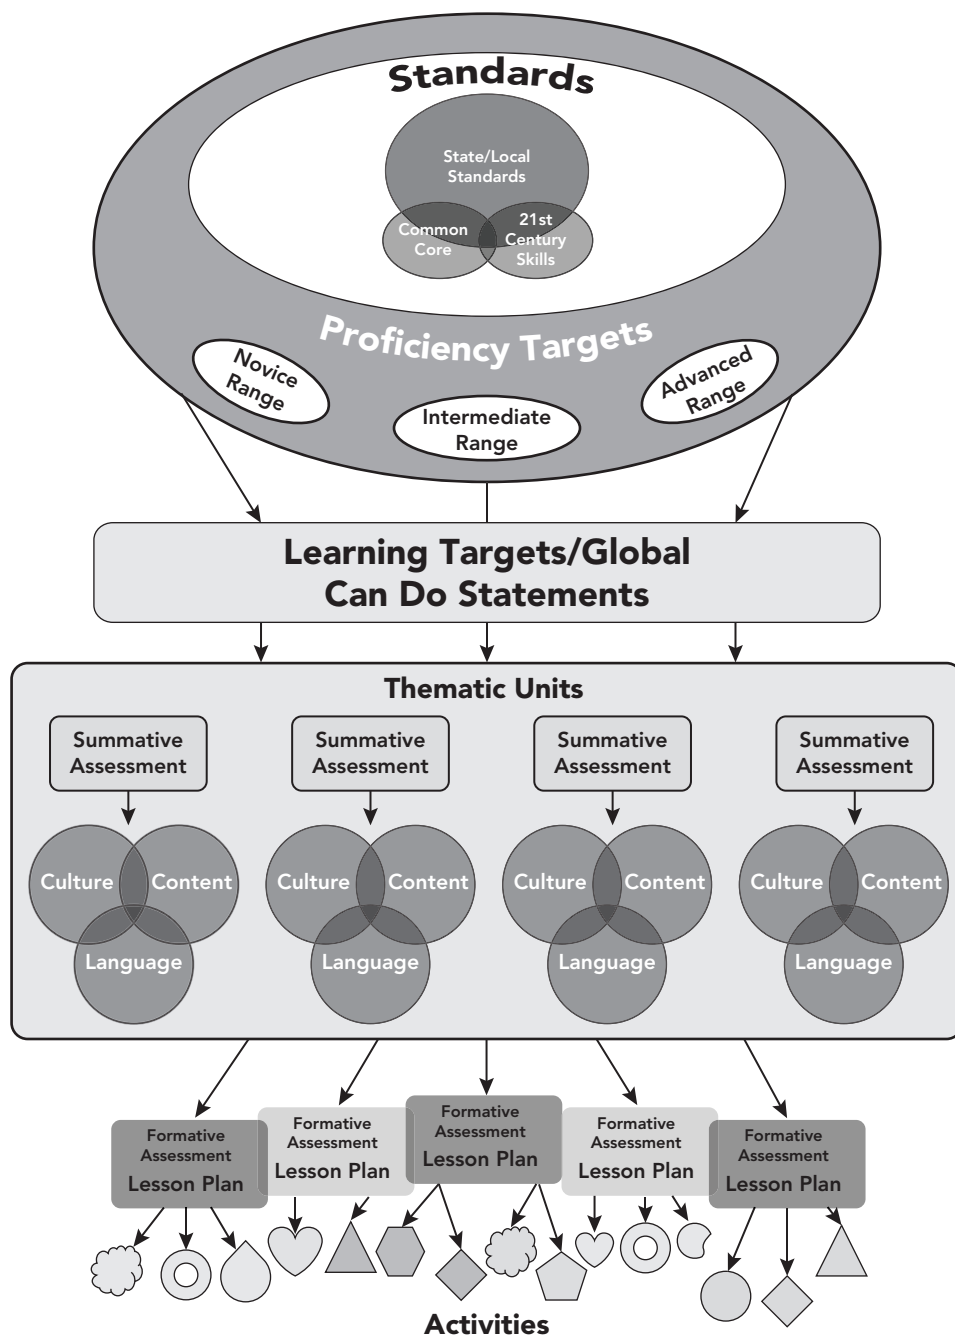 Standards
State/Local
Standards
Common
Core
21st
Century
Skills
Proficiency Targets
Novice
Range
Intermediate
Range
Advanced
Range
Learning Targets/Global
Can Do Statements
Thematic Units
Summative
Assessment
Summative
Assessment
Summative
Assessment
Summative
Assessment
Culture
Content
Language
Culture
Content
Language
Culture
Content
Language
Culture
Content
Language
Formative
Assessment
Lesson Plan
Formative
Assessment
Lesson Plan
Formative
Assessment
Lesson Plan
Formative
Assessment
Lesson Plan
Formative
Assessment
Lesson Plan
Activities